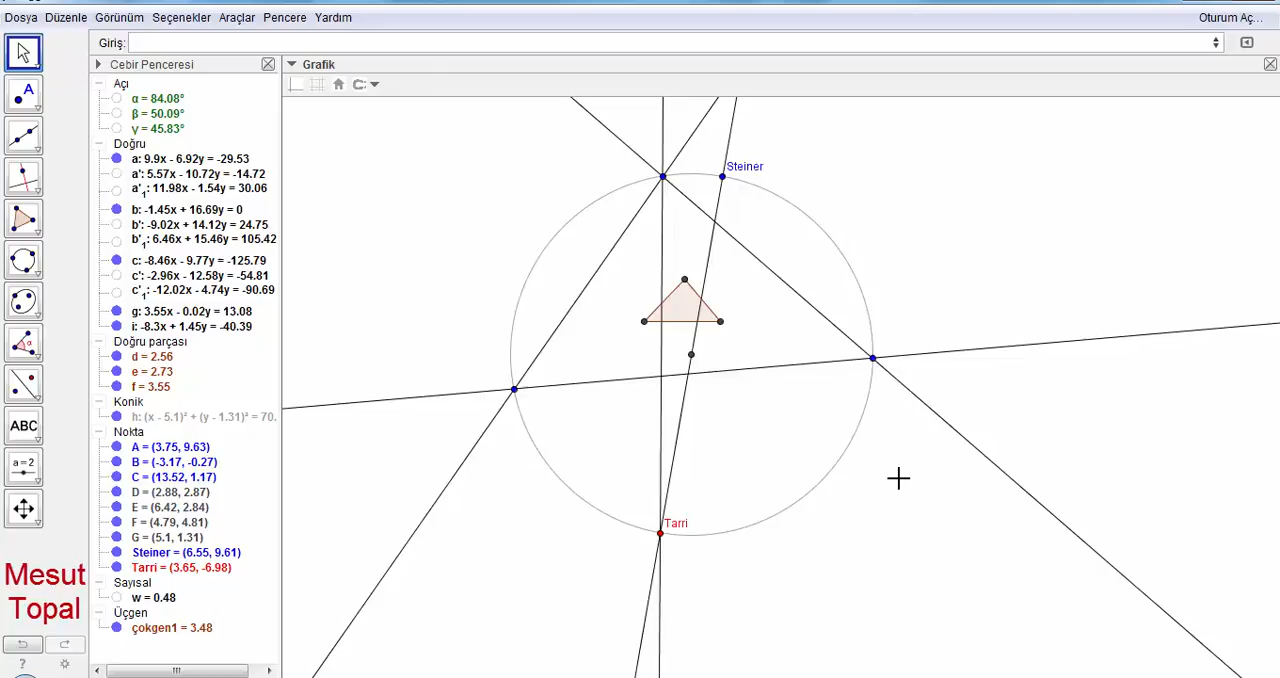 Dosya Düzenle Görünüm Seçenekler Araçlar Pencere Yardım Oturum Aç...
Giriş:
Cebir Penceresi
Grafik
Açı
α = 84.08°
β = 50.09°
γ = 45.83°
Doğru
a: 9.9x - 6.92y = -29.53
a': 5.57x - 10.72y = -14.72
a'₁: 11.98x - 1.54y = 30.06
b: -1.45x + 16.69y = 0
b': -9.02x + 14.12y = 24.75
b'₁: 6.46x + 15.46y = 105.42
c: -8.46x - 9.77y = -125.79
c': -2.96x - 12.58y = -54.81
c'₁: -12.02x - 4.74y = -90.69
g: 3.55x - 0.02y = 13.08
i: -8.3x + 1.45y = -40.39
Doğru parçası
d = 2.56
e = 2.73
f = 3.55
Konik
h: (x - 5.1)² + (y - 1.31)² = 70.
Nokta
A = (3.75, 9.63)
B = (-3.17, -0.27)
C = (13.52, 1.17)
D = (2.88, 2.87)
E = (6.42, 2.84)
F = (4.79, 4.81)
G = (5.1, 1.31)
Steiner = (6.55, 9.61)
Tarri = (3.65, -6.98)
Sayısal
w = 0.48
Üçgen
çokgen1 = 3.48
Steiner
Tarri
A
α
ABC
a=2
Mesut
Topal
?